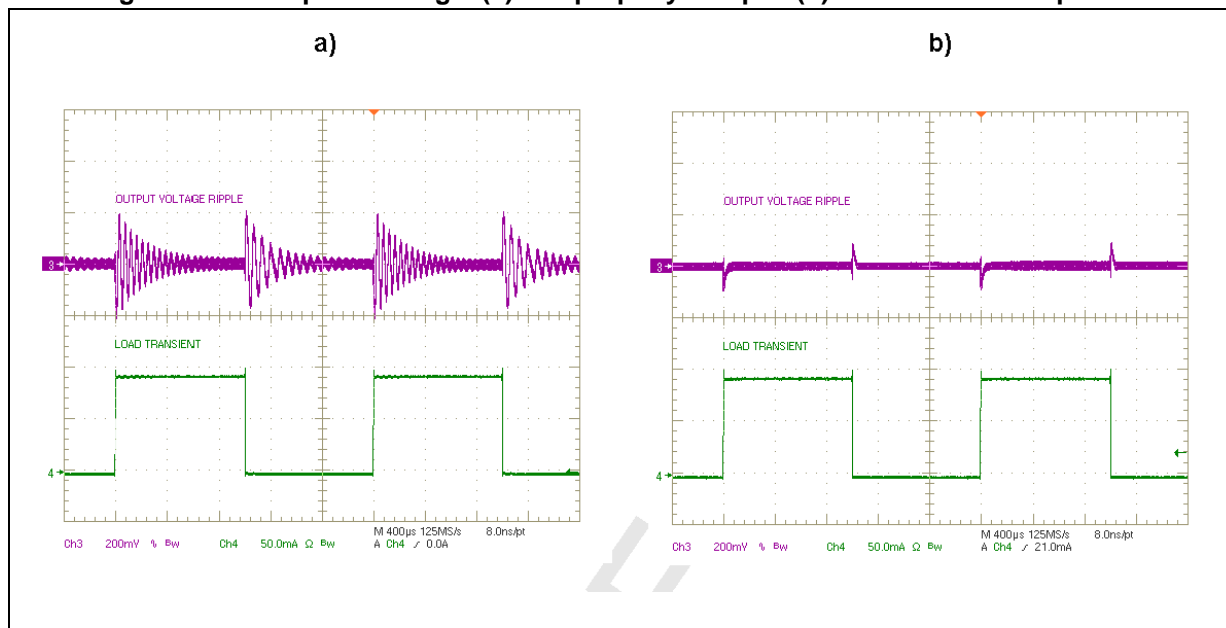 a)
b)
OUTPUT VOLTAGE RIPPLE
3
LOAD TRANSIENT
4
M 400µs 125MS/s 8.0ns/pt
Ch3 200mV % Bw Ch4 50.0mA Ω Bw A Ch4 ∕ 0.0A
OUTPUT VOLTAGE RIPPLE
3
LOAD TRANSIENT
4
M 400µs 125MS/s 8.0ns/pt
Ch3 200mV % Bw Ch4 50.0mA Ω Bw A Ch4 ∕ 21.0mA